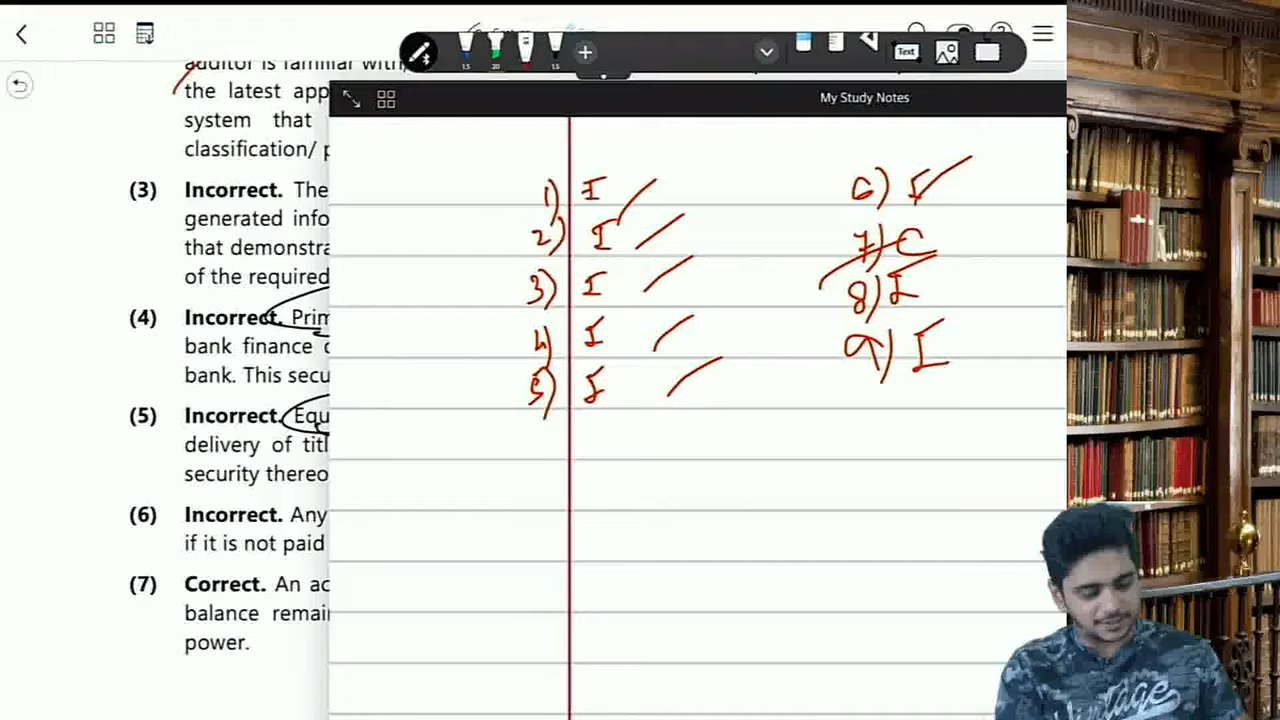 Text
My Study Notes
auditor is familiar with
the latest app
system that
classification/ p
(3) Incorrect. The
generated info
that demonstra
of the required
(4) Incorrect. Prim
bank finance
bank. This secu
(5) Incorrect. Equ
delivery of titl
security thereo
(6) Incorrect. Any
if it is not paid
(7) Correct. An ac
balance remain
power.
1) I
2) I
3) I
4) I
5) I
6) I
7) C
8) I
9) I